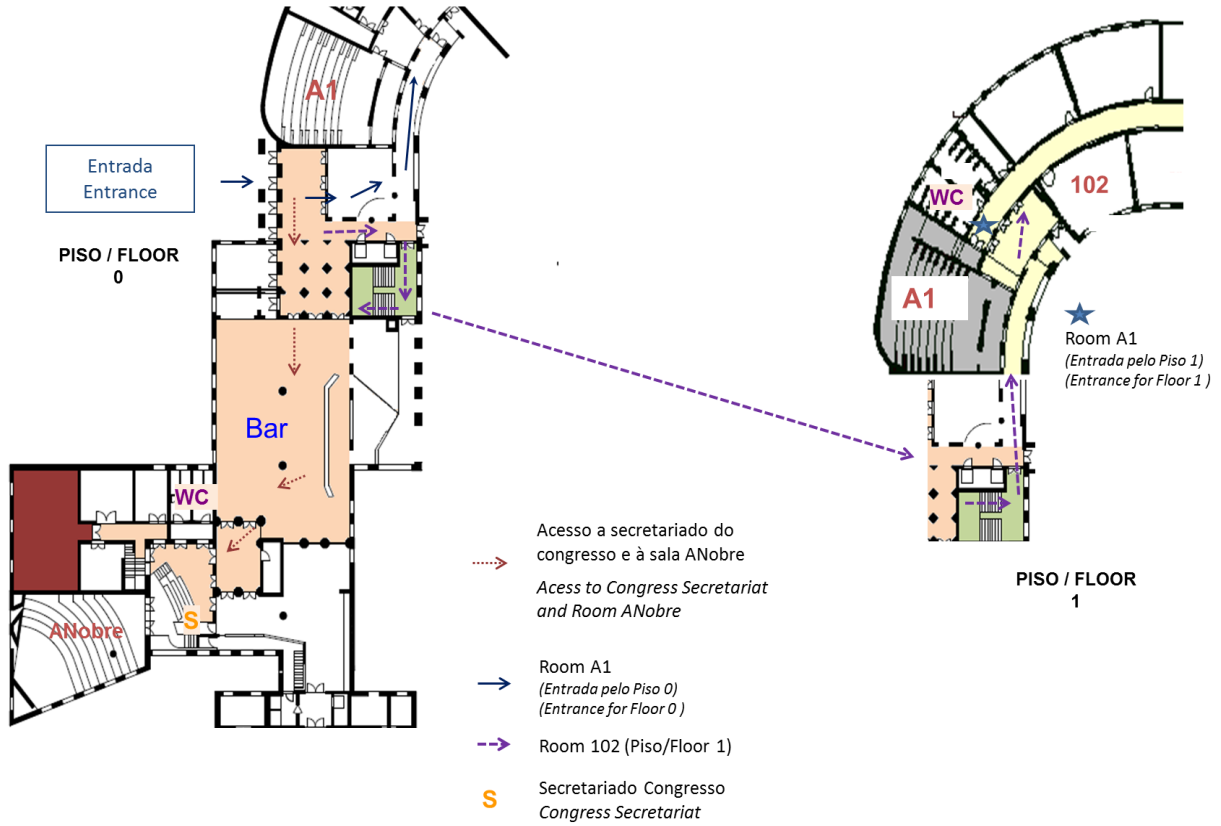 A1
Entrada
Entrance
PISO / FLOOR
0
Bar
WC
ANobre
S
WC
102
A1
Room A1
(Entrada pelo Piso 1)
(Entrance for Floor 1 )
PISO / FLOOR
1
Acesso a secretariado do
congresso e à sala ANobre
Acess to Congress Secretariat
and Room ANobre
Room A1
(Entrada pelo Piso 0)
(Entrance for Floor 0 )
Room 102 (Piso/Floor 1)
S
Secretariado Congresso
Congress Secretariat